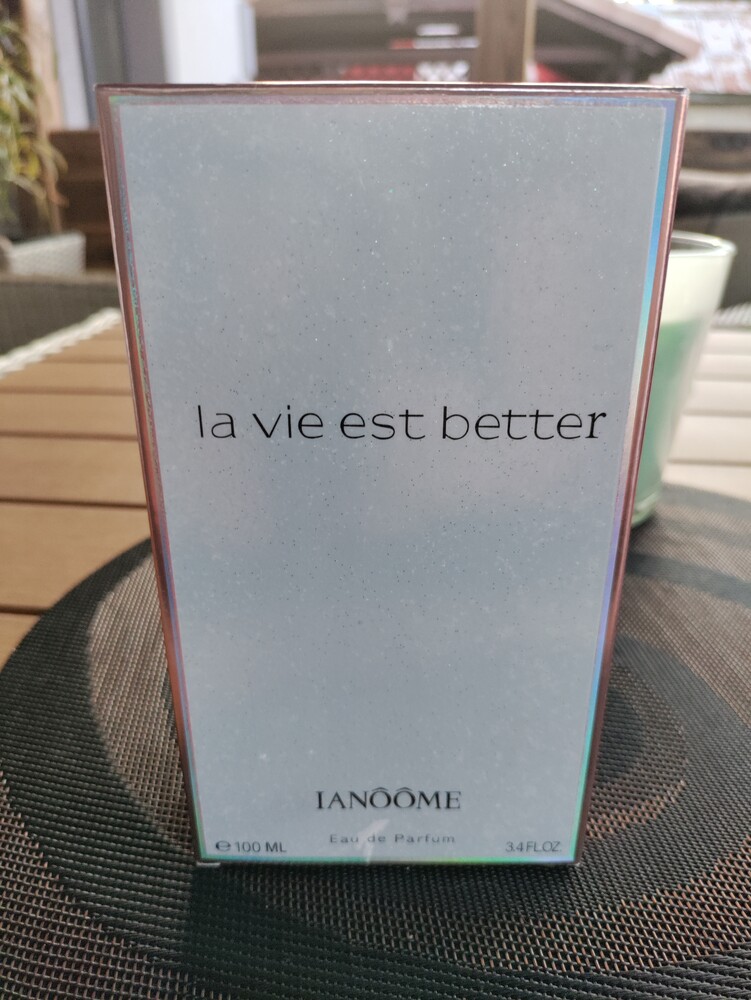 la vie est better
IANÔÔME
Eau de Parfum
℮ 100 ML
3.4 FL.OZ.